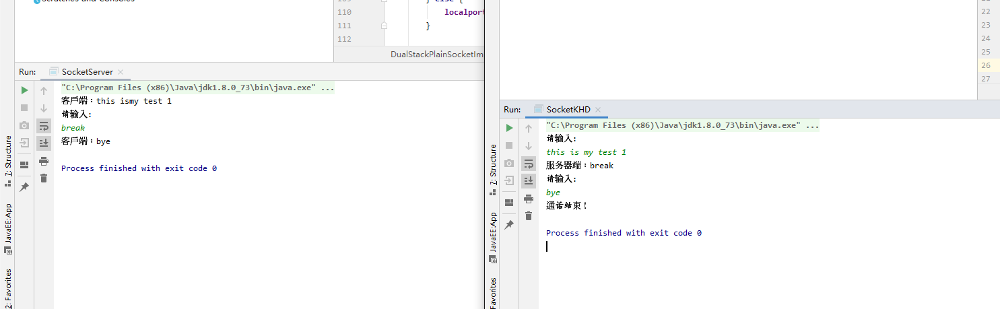 Scratches and Consoles
109
} else {
110
localport
111
}
112
DualStackPlainSocketIm
Run:
SocketServer
"C:\Program Files (x86)\Java\jdk1.8.0_73\bin\java.exe" ...
客戶端：this ismy test 1
请输入:
break
客戶端：bye
Process finished with exit code 0
7: Structure
JavaEE:App
2: Favorites
22
23
24
25
26
27
Run:
SocketKHD
"C:\Program Files (x86)\Java\jdk1.8.0_73\bin\java.exe" ...
请输入:
this is my test 1
服务器端：break
请输入:
bye
通话结束！
Process finished with exit code 0
7: Structure
JavaEE:App
Favorites